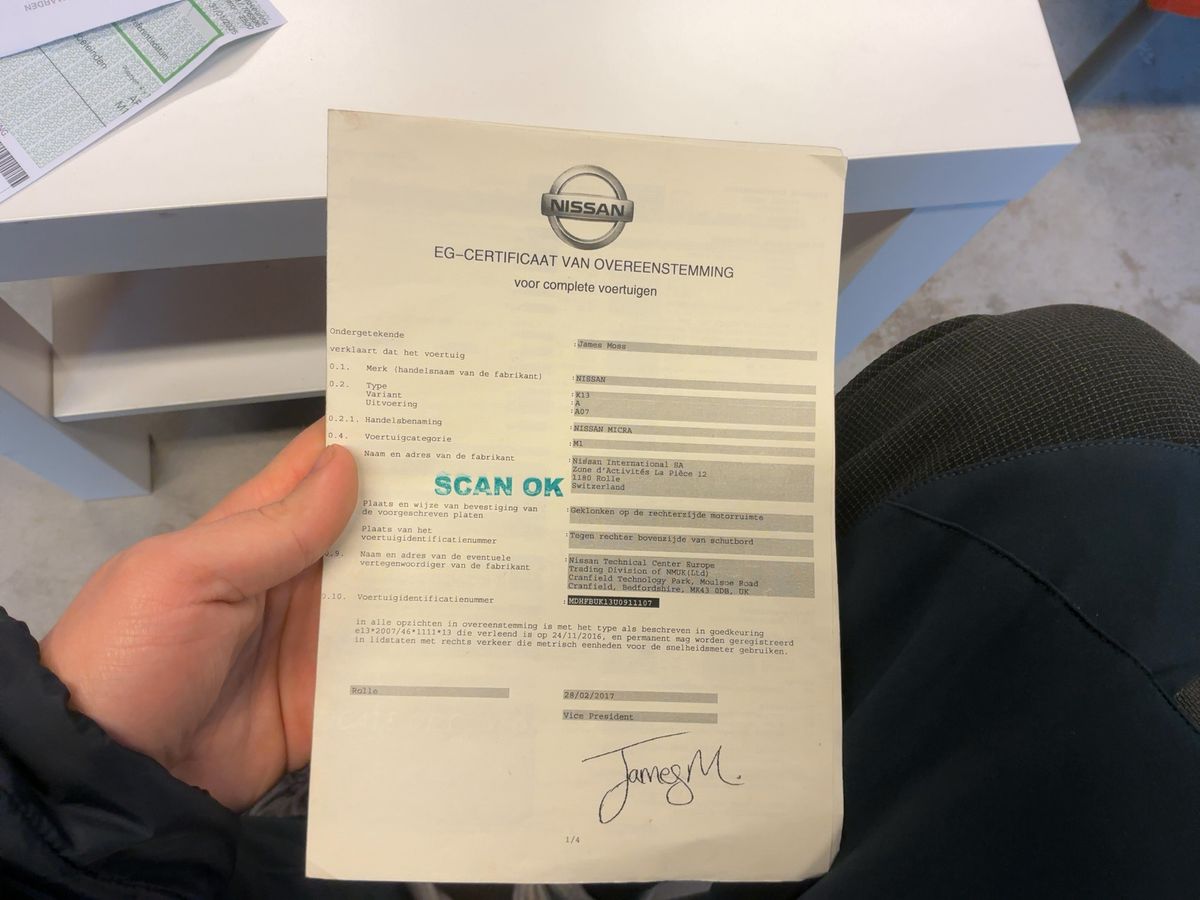 NISSAN
EG-CERTIFICAAT VAN OVEREENSTEMMING
voor complete voertuigen
Ondergetekende :James Moss
verklaart dat het voertuig
0.1. Merk (handelsnaam van de fabrikant) :NISSAN
0.2. Type :K13
Variant :A
Uitvoering :A07
0.2.1. Handelsbenaming :NISSAN MICRA
0.4. Voertuigcategorie :M1
Naam en adres van de fabrikant :Nissan International SA
Zone d'Activités La Pièce 12
1180 Rolle
Switzerland
SCAN OK
Plaats en wijze van bevestiging van :Geklonken op de rechterzijde motorruimte
de voorgeschreven platen
Plaats van het :Tegen rechter bovenzijde van schutbord
voertuigidentificatienummer
0.9. Naam en adres van de eventuele :Nissan Technical Center Europe
vertegenwoordiger van de fabrikant Trading Division of NMUK(Ltd)
Cranfield Technology Park, Moulsoe Road
Cranfield, Bedfordshire, MK43 0DB, UK
0.10. Voertuigidentificatienummer :MDHFBUK13U0911107
in alle opzichten in overeenstemming is met het type als beschreven in goedkeuring
e13*2007/46*1111*13 die verleend is op 24/11/2016, en permanent mag worden geregistreerd
in lidstaten met rechts verkeer die metrisch eenheden voor de snelheidsmeter gebruiken.
Rolle 28/02/2017
Vice President
James M.
1/4